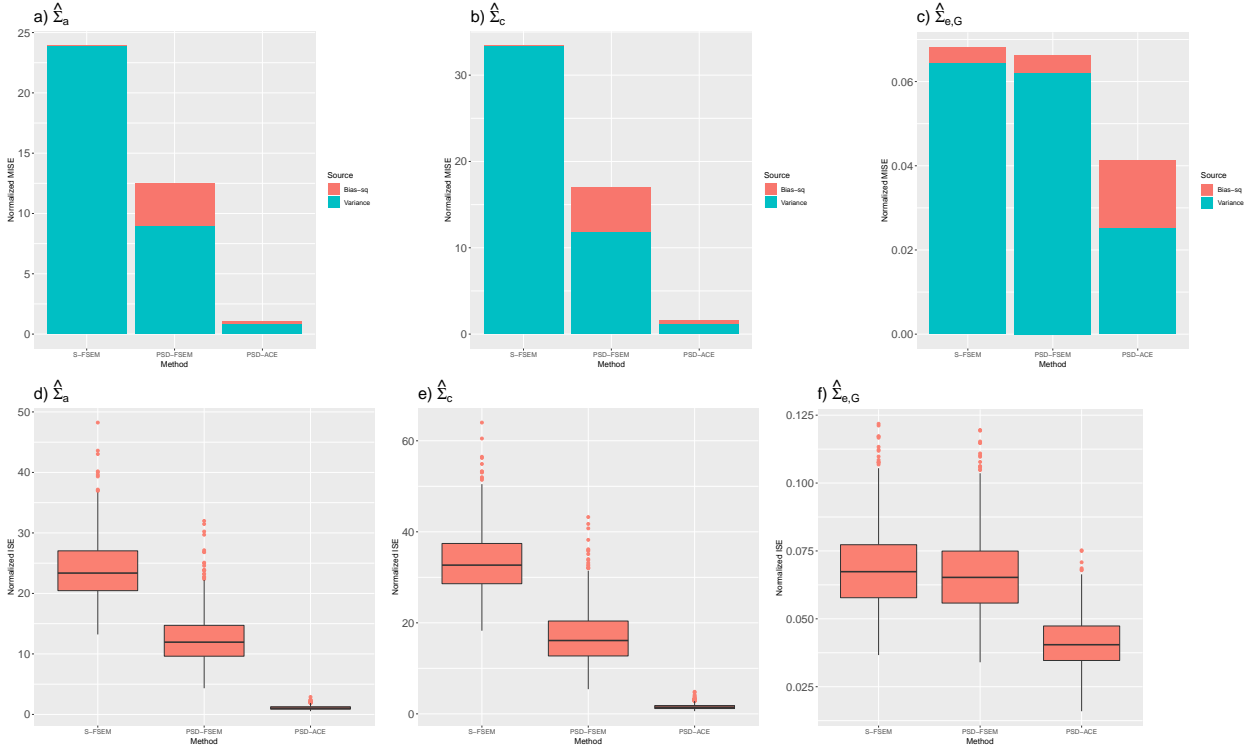 a) Σ̂a
25
20
15
10
5
0
Normalized MISE
S−FSEM
PSD−FSEM
PSD−ACE
Method
Source
Bias−sq
Variance
b) Σ̂c
30
20
10
0
Normalized MISE
S−FSEM
PSD−FSEM
PSD−ACE
Method
Source
Bias−sq
Variance
c) Σ̂e,G
0.06
0.04
0.02
0.00
Normalized MISE
S−FSEM
PSD−FSEM
PSD−ACE
Method
Source
Bias−sq
Variance
d) Σ̂a
50
40
30
20
10
0
Normalized ISE
S−FSEM
PSD−FSEM
PSD−ACE
Method
e) Σ̂c
60
40
20
0
Normalized ISE
S−FSEM
PSD−FSEM
PSD−ACE
Method
f) Σ̂e,G
0.125
0.100
0.075
0.050
0.025
Normalized ISE
S−FSEM
PSD−FSEM
PSD−ACE
Method